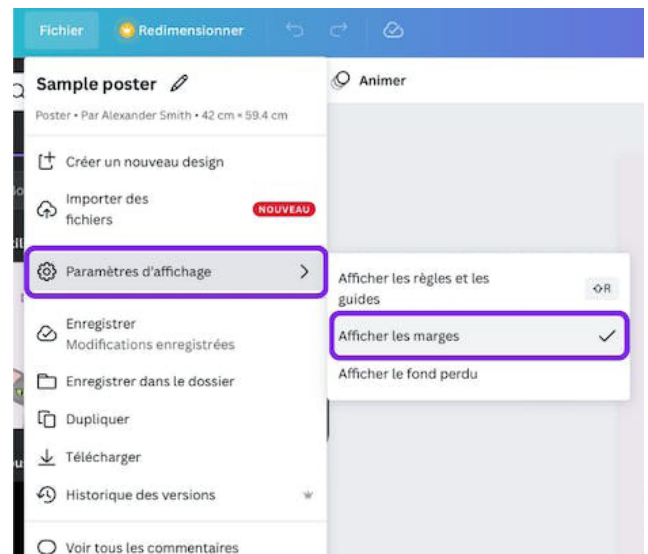 Fichier
Redimensionner
Sample poster
Animer
Poster • Par Alexander Smith • 42 cm × 59.4 cm
Créer un nouveau design
Importer des
fichiers
NOUVEAU
Paramètres d'affichage
Afficher les règles et les
guides
⇧R
Afficher les marges
Afficher le fond perdu
Enregistrer
Modifications enregistrées
Enregistrer dans le dossier
Dupliquer
Télécharger
Historique des versions
Voir tous les commentaires